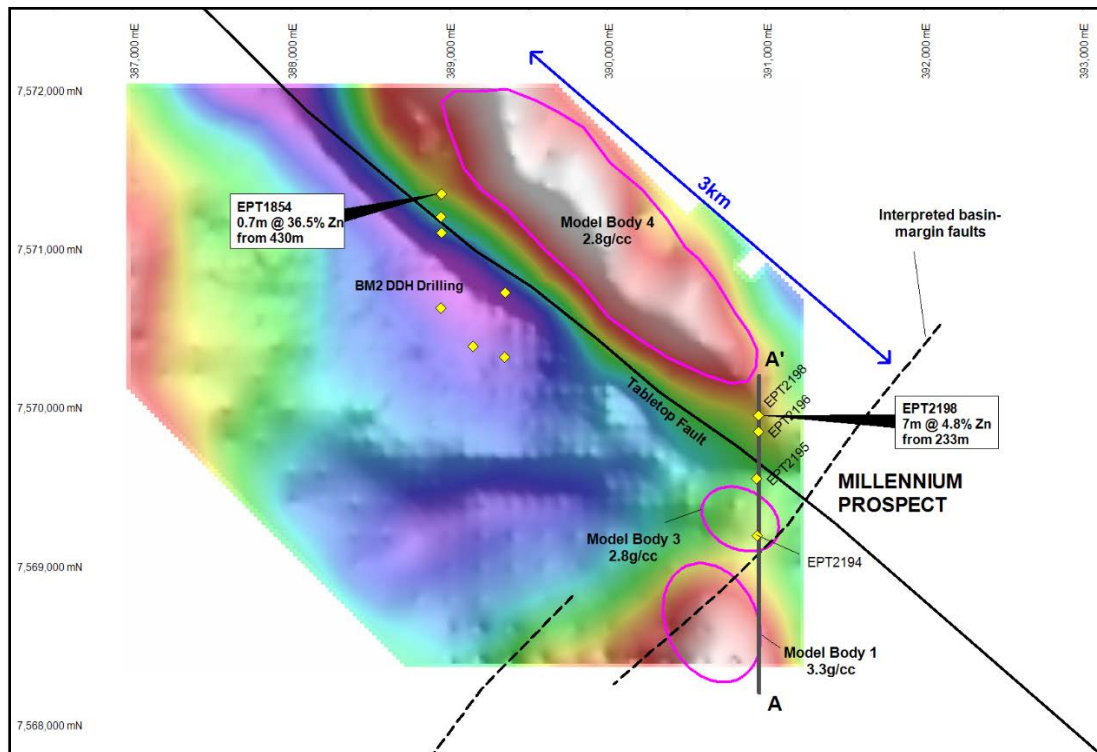 387,000 mE
388,000 mE
389,000 mE
390,000 mE
391,000 mE
392,000 mE
393,000 mE
7,572,000 mN
7,571,000 mN
7,570,000 mN
7,569,000 mN
7,568,000 mN
3km
Interpreted basin-
margin faults
EPT1854
0.7m @ 36.5% Zn
from 430m
Model Body 4
2.8g/cc
BM2 DDH Drilling
A'
EPT2198
EPT2196
EPT2195
Tabletop Fault
EPT2198
7m @ 4.8% Zn
from 233m
MILLENNIUM
PROSPECT
Model Body 3
2.8g/cc
EPT2194
Model Body 1
3.3g/cc
A